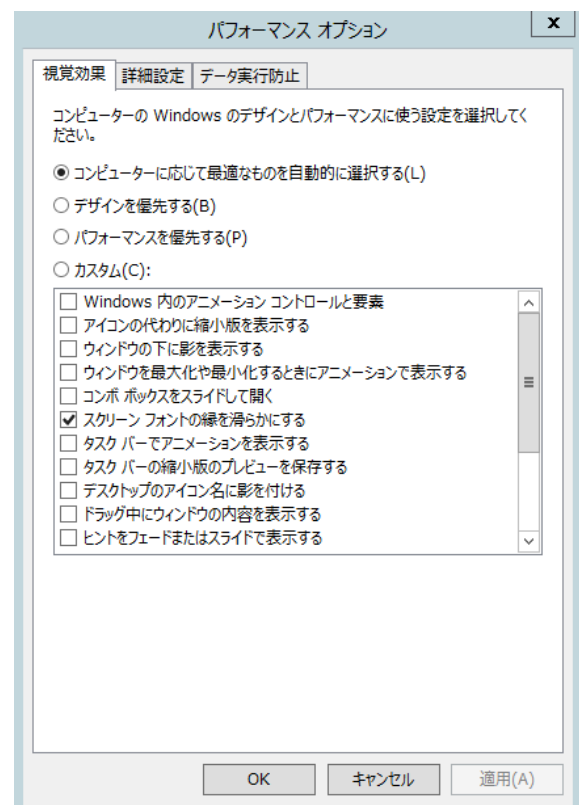 パフォーマンス オプション
x
視覚効果 詳細設定 データ実行防止
コンピューターの Windows のデザインとパフォーマンスに使う設定を選択してく
ださい。
コンピューターに応じて最適なものを自動的に選択する(L)
デザインを優先する(B)
パフォーマンスを優先する(P)
カスタム(C):
Windows 内のアニメーション コントロールと要素
アイコンの代わりに縮小版を表示する
ウィンドウの下に影を表示する
ウィンドウを最大化や最小化するときにアニメーションで表示する
コンボ ボックスをスライドして開く
スクリーン フォントの縁を滑らかにする
タスク バーでアニメーションを表示する
タスク バーの縮小版のプレビューを保存する
デスクトップのアイコン名に影を付ける
ドラッグ中にウィンドウの内容を表示する
ヒントをフェードまたはスライドで表示する
OK キャンセル 適用(A)